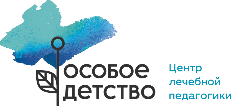 особое
детство
Центр
лечебной
педагогики